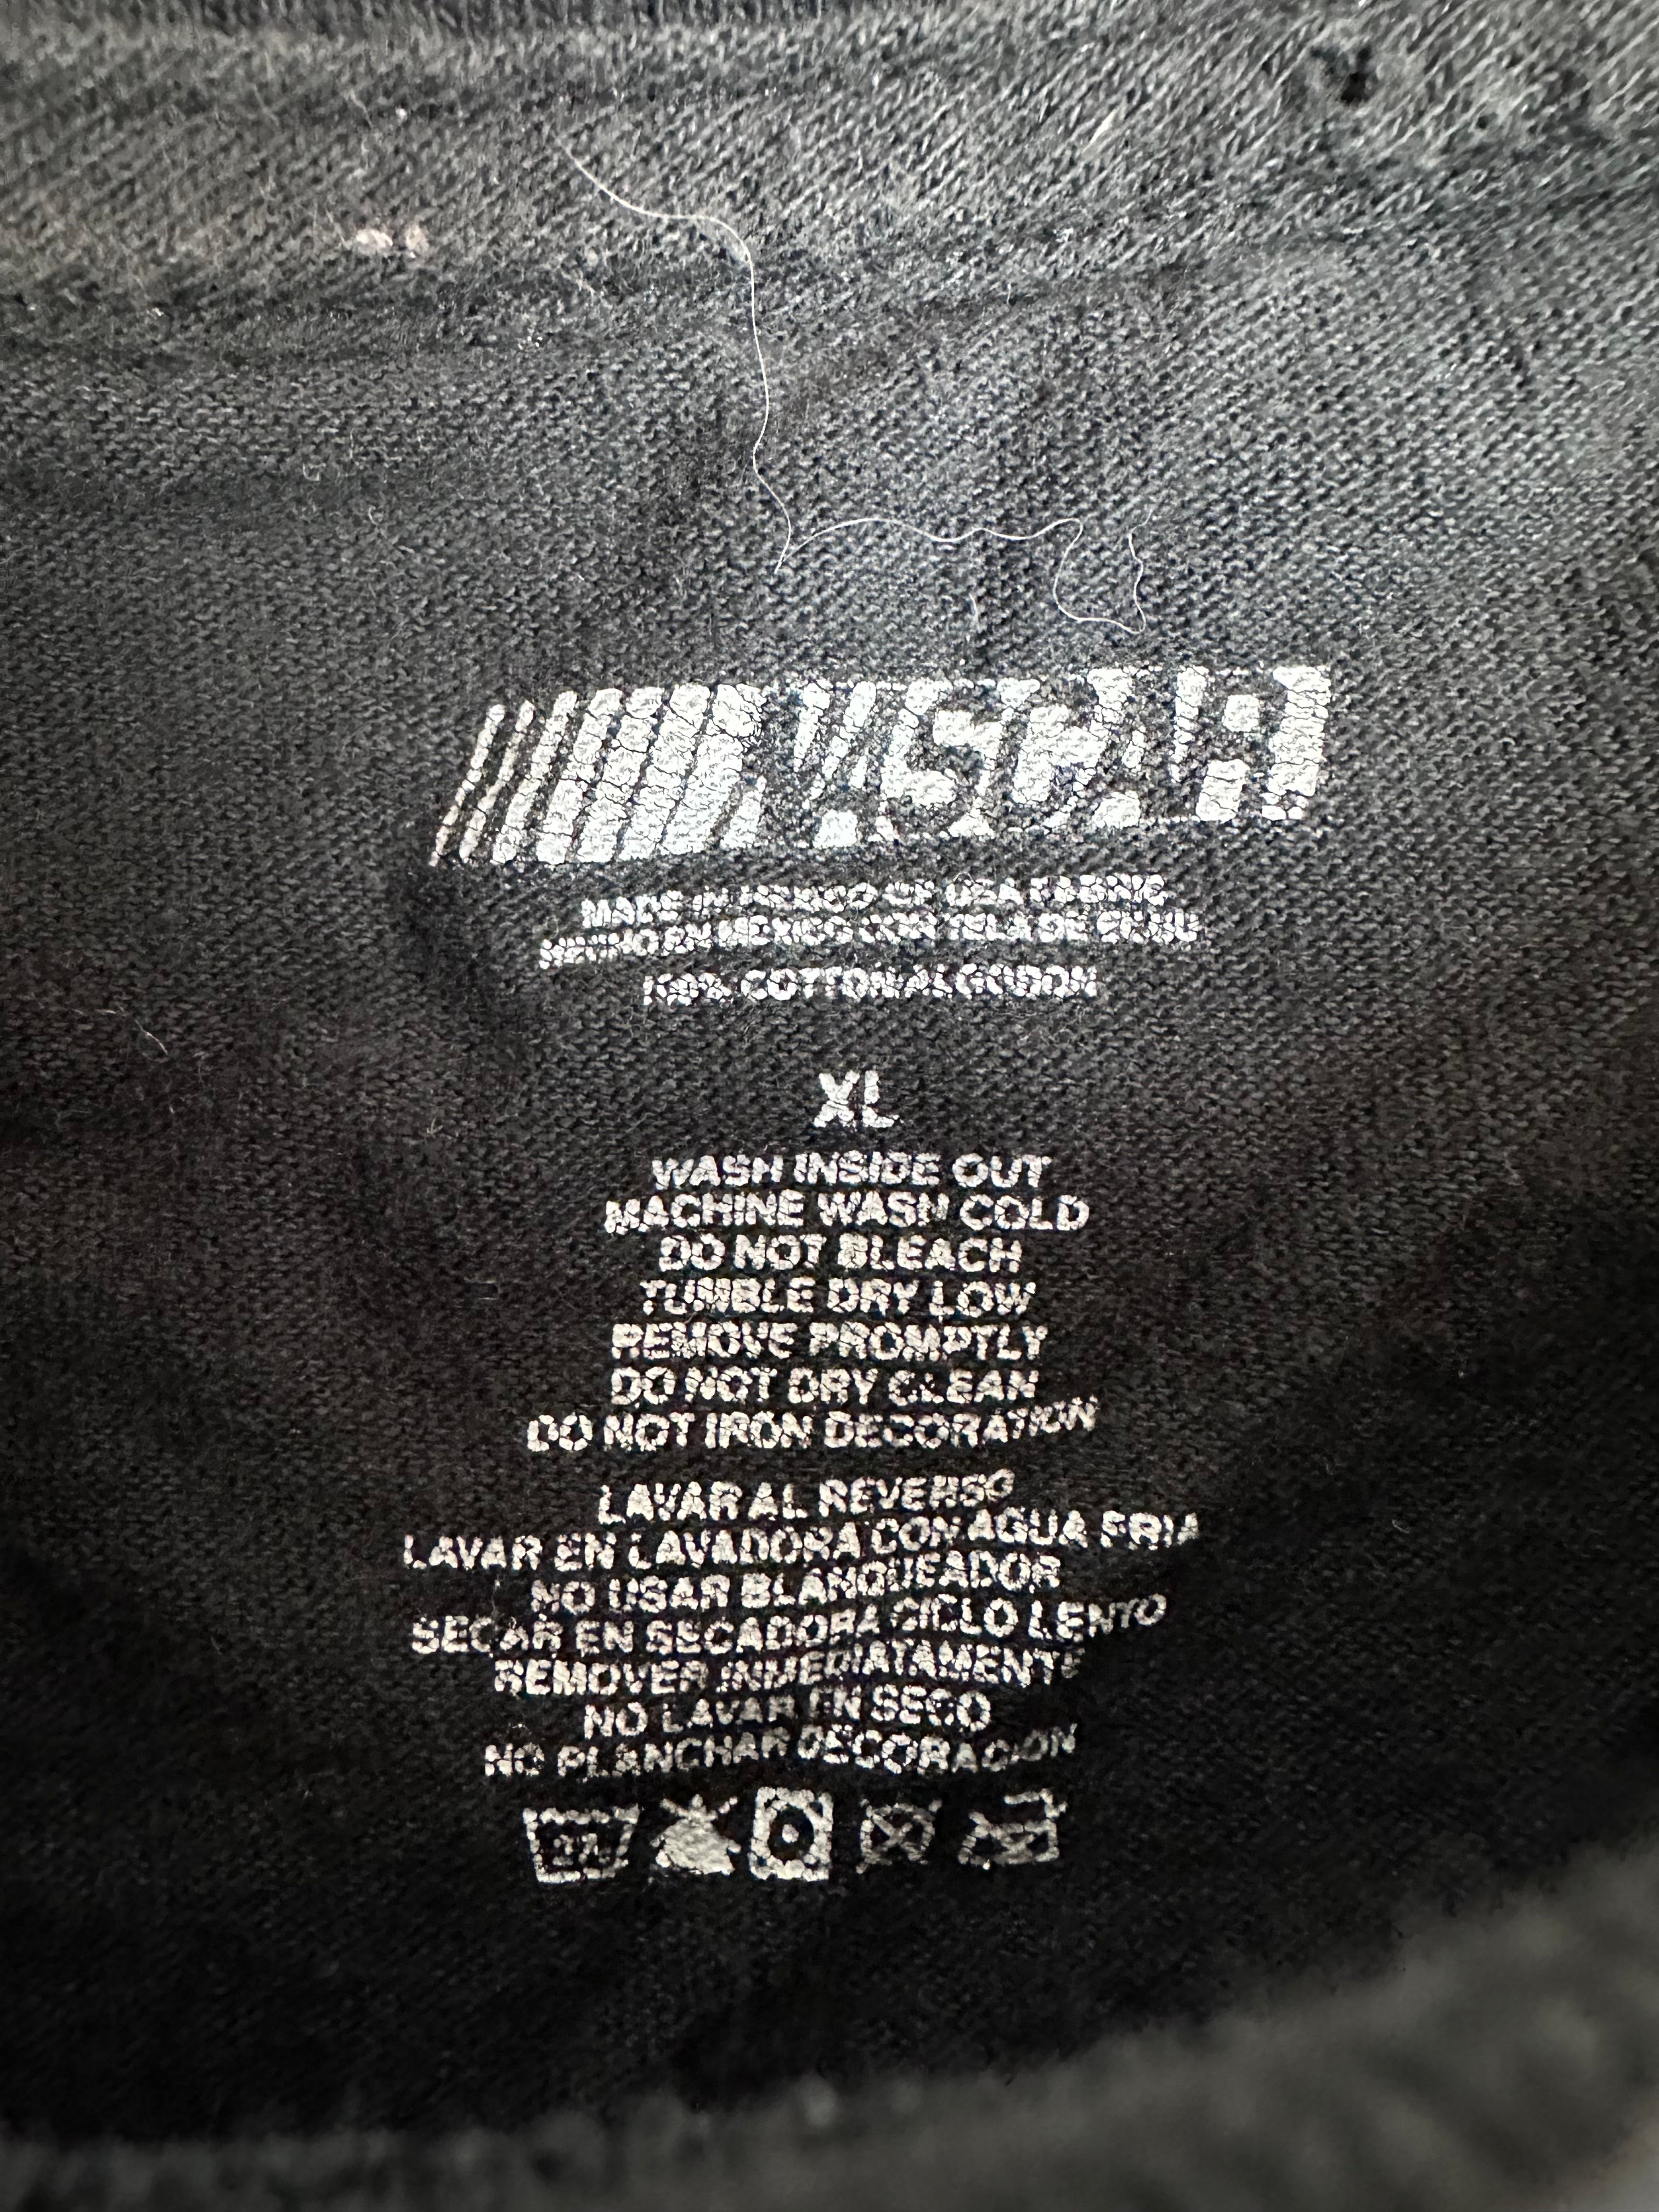 MADE IN MEXICO OF USA FABRIC
HECHO EN MEXICO CON TELA DE EE.UU
100% COTTON/ALGODON
XL
WASH INSIDE OUT
MACHINE WASH COLD
DO NOT BLEACH
TUMBLE DRY LOW
REMOVE PROMPTLY
DO NOT DRY CLEAN
DO NOT IRON DECORATION
LAVAR AL REVERSO
LAVAR EN LAVADORA CON AGUA FRIA
NO USAR BLANQUEADOR
SECAR EN SECADORA CICLO LENTO
REMOVER INMEDIATAMENTE
NO LAVAR EN SECO
NO PLANCHAR DECORACION